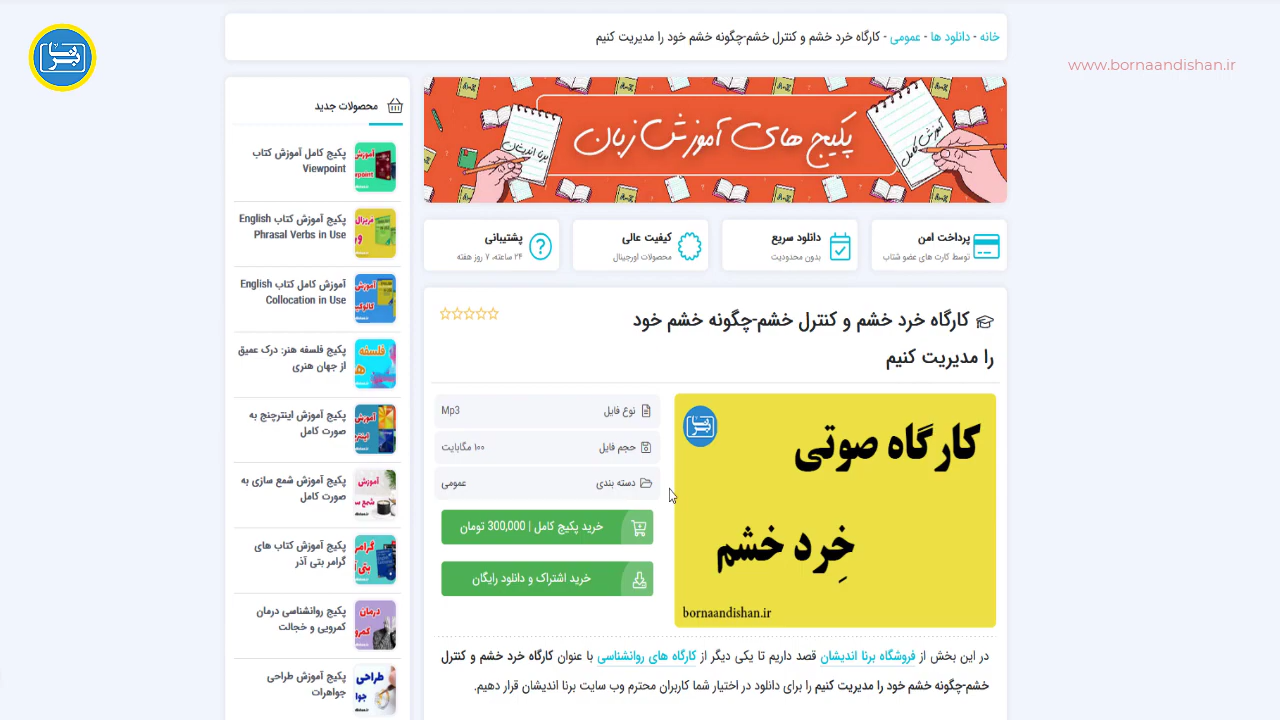 برنا
www.bornaandishan.ir
خانه - دانلود ها - عمومی - کارگاه خرد خشم و کنترل خشم-چگونه خشم خود را مدیریت کنیم
پکیج های آموزش زبان
برنا اندیشان
آموزش کامل
پرداخت امن
توسط کارت های عضو شتاب
دانلود سریع
بدون محدودیت
کیفیت عالی
محصولات اورجینال
پشتیبانی
۲۴ ساعته، ۷ روز هفته
کارگاه خرد خشم و کنترل خشم-چگونه خشم خود
را مدیریت کنیم
کارگاه صوتی
خِرد خشم
bornaandishan.ir
نوع فایل Mp3
حجم فایل ۱۰۰ مگابایت
دسته بندی عمومی
خرید پکیج کامل | 300,000 تومان
خرید اشتراک و دانلود رایگان
در این بخش از فروشگاه برنا اندیشان قصد داریم تا یکی دیگر از کارگاه های روانشناسی با عنوان کارگاه خرد خشم و کنترل
خشم-چگونه خشم خود را مدیریت کنیم را برای دانلود در اختیار شما کاربران محترم وب سایت برنا اندیشان قرار دهیم.
محصولات جدید
پکیج کامل آموزش کتاب
Viewpoint
پکیج آموزش کتاب English
Phrasal Verbs in Use
آموزش کامل کتاب English
Collocation in Use
پکیج فلسفه هنر: درک عمیق
از جهان هنری
پکیج آموزش اینترچنج به
صورت کامل
پکیج آموزش شمع سازی به
صورت کامل
پکیج آموزش کتاب های
گرامر بتی آذر
پکیج روانشناسی درمان
کمرویی و خجالت
پکیج آموزش طراحی
جواهرات